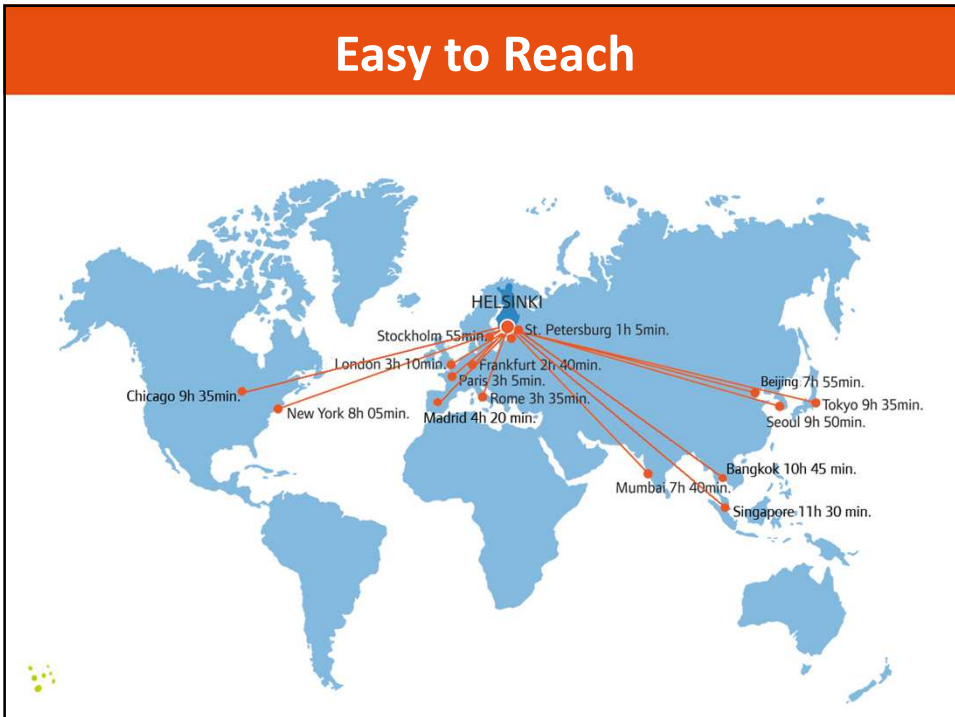 Easy to Reach
HELSINKI
Stockholm 55min.
St. Petersburg 1h 5min.
London 3h 10min.
Frankfurt 2h 40min.
Paris 3h 5min.
Beijing 7h 55min.
Chicago 9h 35min.
Rome 3h 35min.
Tokyo 9h 35min.
New York 8h 05min.
Madrid 4h 20 min.
Seoul 9h 50min.
Bangkok 10h 45 min.
Mumbai 7h 40min.
Singapore 11h 30 min.